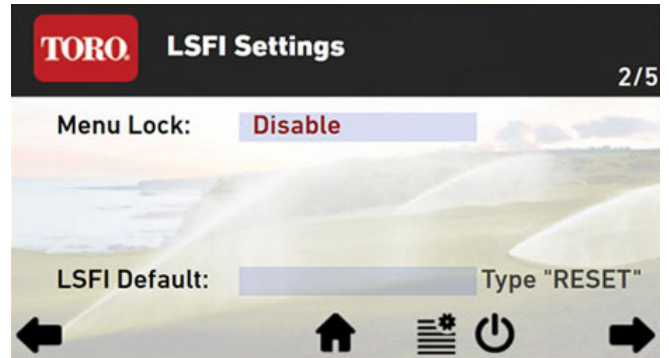 TORO. LSFI Settings
2/5
Menu Lock: Disable
LSFI Default: Type "RESET"